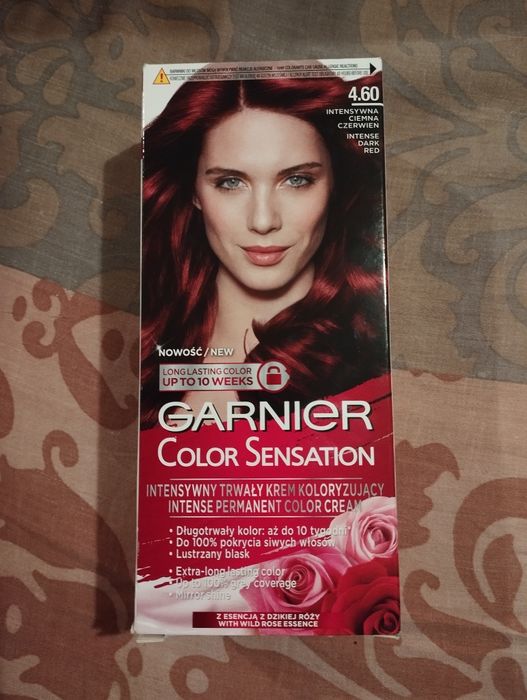 4.60
INTENSYWNA
CIEMNA
CZERWIEŃ
INTENSE
DARK
RED
NOWOŚĆ/NEW
LONG LASTING COLOR
UP TO 10 WEEKS
GARNIER
COLOR SENSATION
INTENSYWNY TRWAŁY KREM KOLORYZUJĄCY
INTENSE PERMANENT COLOR CREAM
• Długotrwały kolor: aż do 10 tygodni*
• Do 100% pokrycia siwych włosów
• Lustrzany blask
• Extra-long lasting color
• Up to 100% grey coverage
• Mirror shine
Z ESENCJĄ Z DZIKIEJ RÓŻY
WITH WILD ROSE ESSENCE